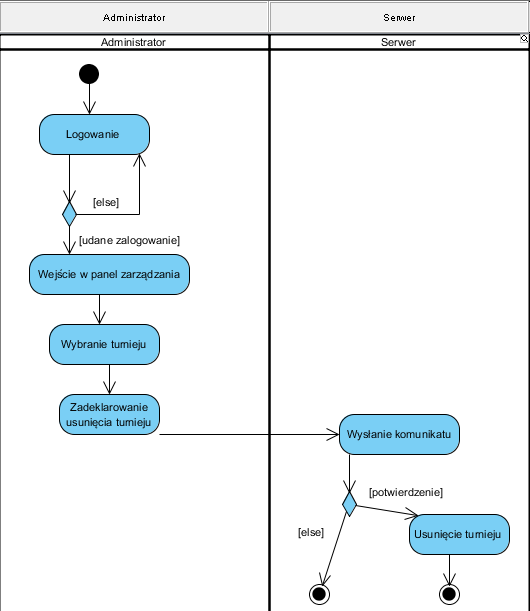 Administrator
Serwer
Administrator
Serwer
Logowanie
[else]
[udane zalogowanie]
Wejście w panel zarządzania
Wybranie turnieju
Zadeklarowanie
usunięcia turnieju
Wysłanie komunikatu
[potwierdzenie]
[else]
Usunięcie turnieju